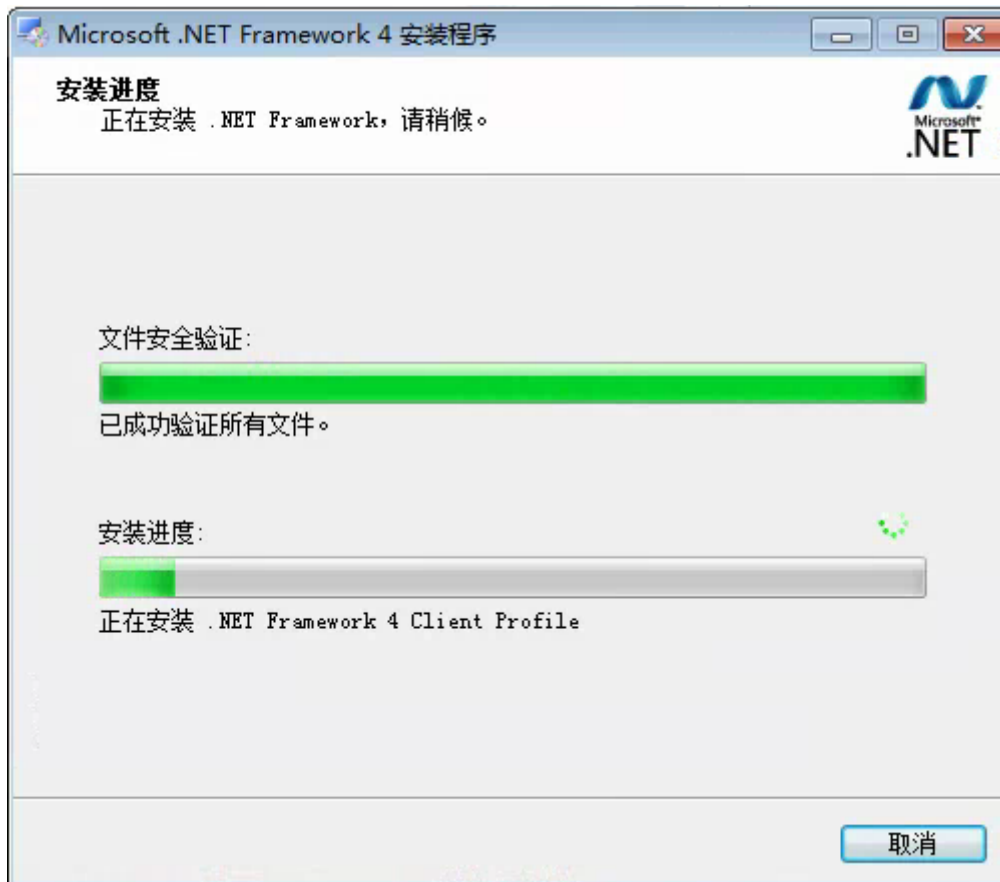 Microsoft .NET Framework 4 安装程序
安装进度
正在安装 .NET Framework，请稍候。
Microsoft
.NET
文件安全验证:
已成功验证所有文件。
安装进度:
正在安装 .NET Framework 4 Client Profile
取消